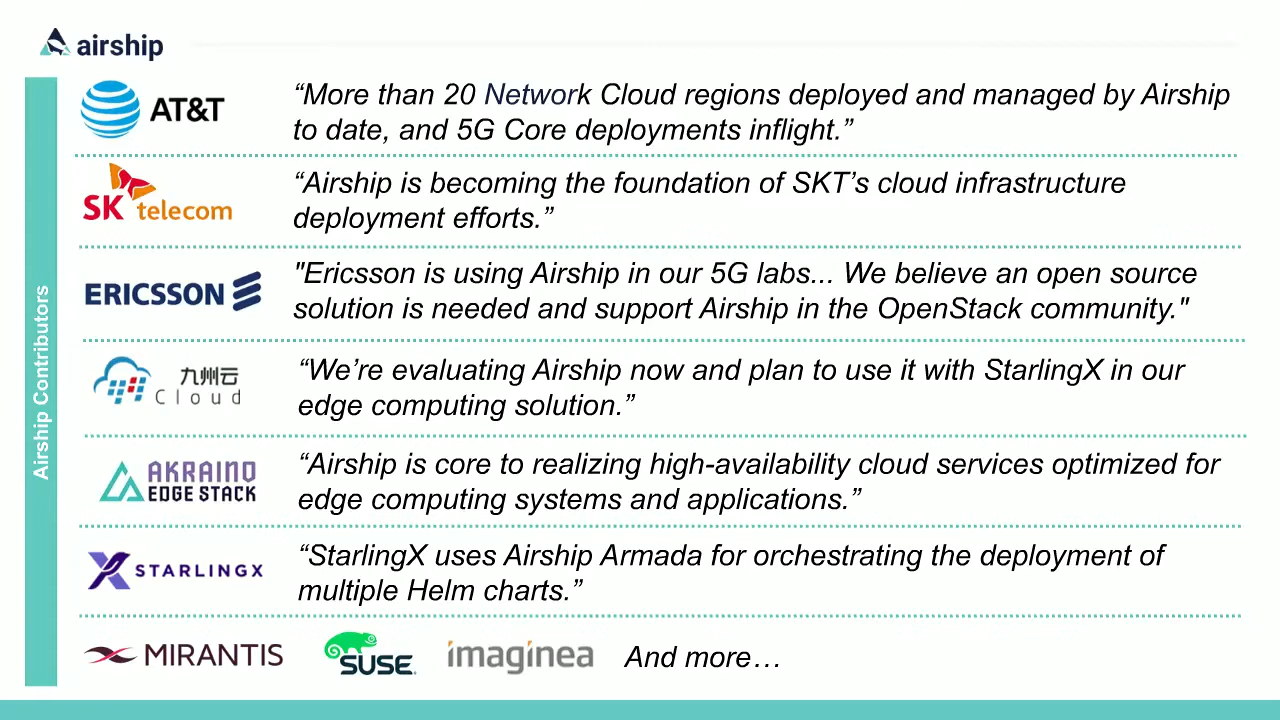 airship
Airship Contributors
AT&T
“More than 20 Network Cloud regions deployed and managed by Airship
to date, and 5G Core deployments inflight.”
SK telecom
“Airship is becoming the foundation of SKT’s cloud infrastructure
deployment efforts.”
ERICSSON
"Ericsson is using Airship in our 5G labs... We believe an open source
solution is needed and support Airship in the OpenStack community."
九州云
Cloud
“We’re evaluating Airship now and plan to use it with StarlingX in our
edge computing solution.”
AKRAINO
EDGE STACK
“Airship is core to realizing high-availability cloud services optimized for
edge computing systems and applications.”
STARLINGX
“StarlingX uses Airship Armada for orchestrating the deployment of
multiple Helm charts.”
MIRANTIS SUSE imaginea And more…